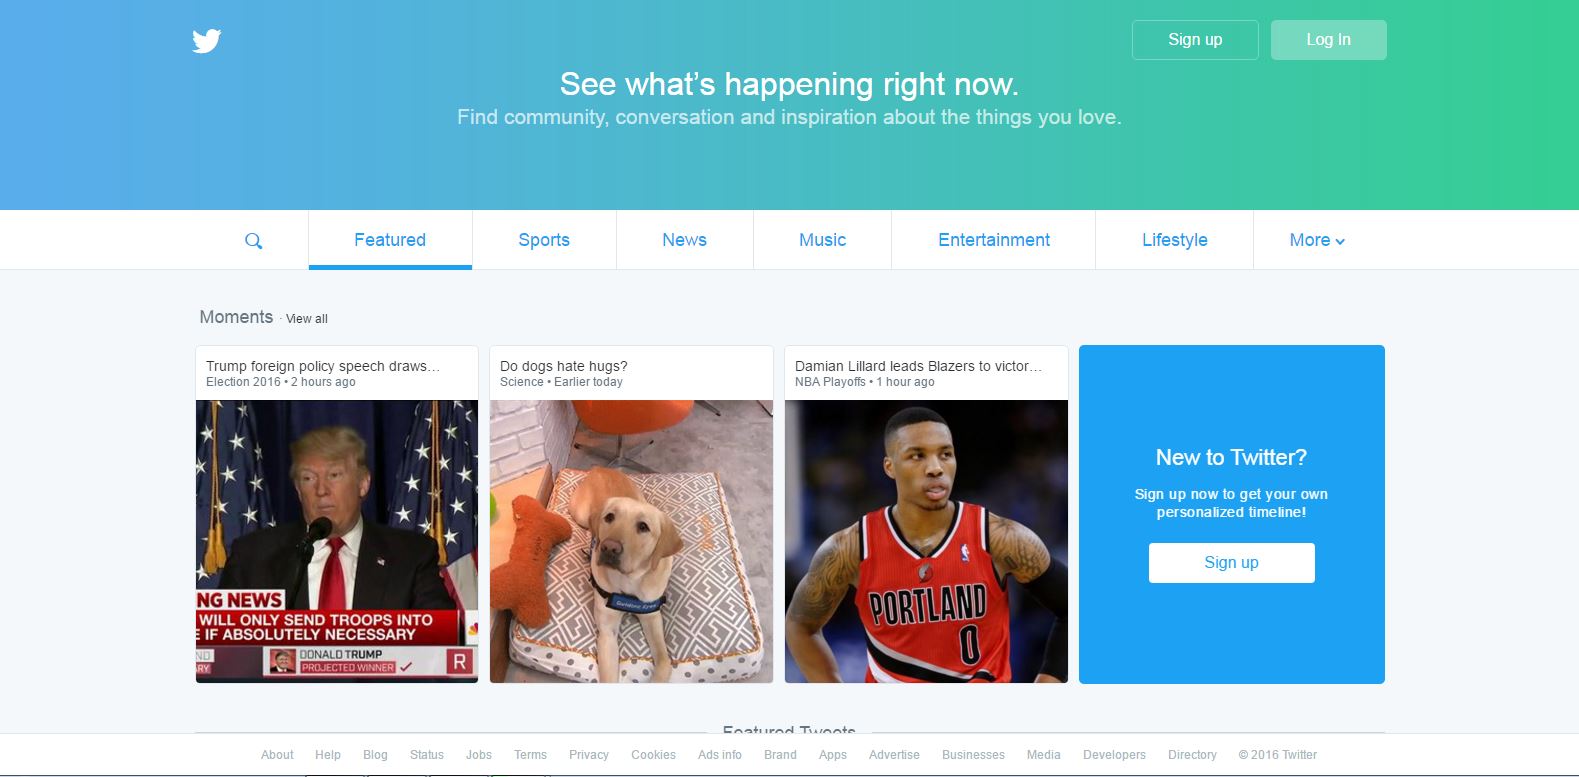 Sign up
Log In
See what's happening right now.
Find community, conversation and inspiration about the things you love.
Featured
Sports
News
Music
Entertainment
Lifestyle
More
Moments · View all
Trump foreign policy speech draws…
Election 2016 • 2 hours ago
NG NEWS
WILL ONLY SEND TROOPS INTO
E IF ABSOLUTELY NECESSARY
DONALD TRUMP
PROJECTED WINNER
R
Do dogs hate hugs?
Science • Earlier today
Damian Lillard leads Blazers to victor…
NBA Playoffs • 1 hour ago
PORTLAND
0
New to Twitter?
Sign up now to get your own
personalized timeline!
Sign up
Featured Tweets
About Help Blog Status Jobs Terms Privacy Cookies Ads info Brand Apps Advertise Businesses Media Developers Directory © 2016 Twitter